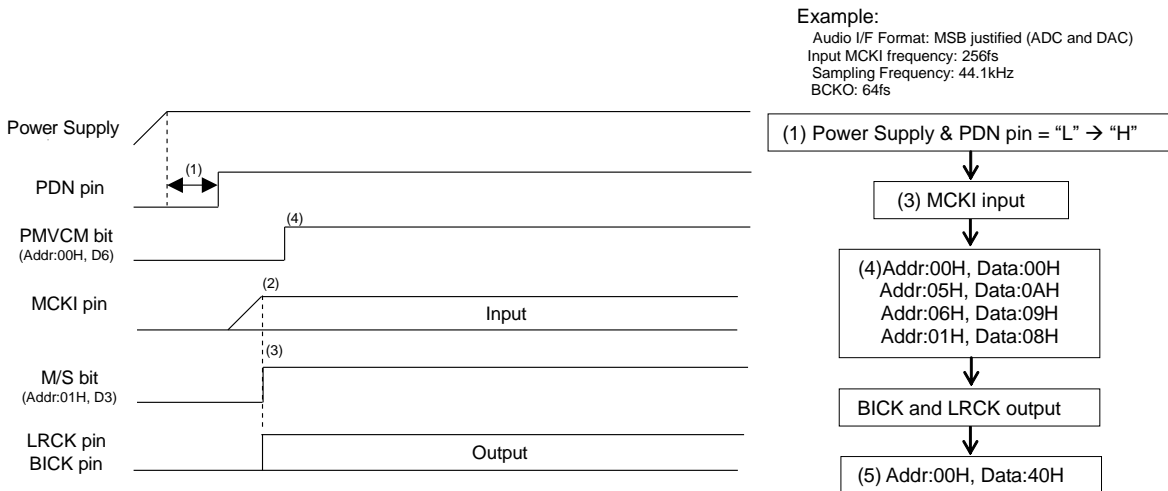 Example:
Audio I/F Format: MSB justified (ADC and DAC)
Input MCKI frequency: 256fs
Sampling Frequency: 44.1kHz
BCKO: 64fs
Power Supply
(1)
PDN pin
(4)
PMVCM bit
(Addr:00H, D6)
(2)
MCKI pin
Input
(3)
M/S bit
(Addr:01H, D3)
LRCK pin
BICK pin
Output
(1) Power Supply & PDN pin = “L” → “H”
(3) MCKI input
(4)Addr:00H, Data:00H
Addr:05H, Data:0AH
Addr:06H, Data:09H
Addr:01H, Data:08H
BICK and LRCK output
(5) Addr:00H, Data:40H